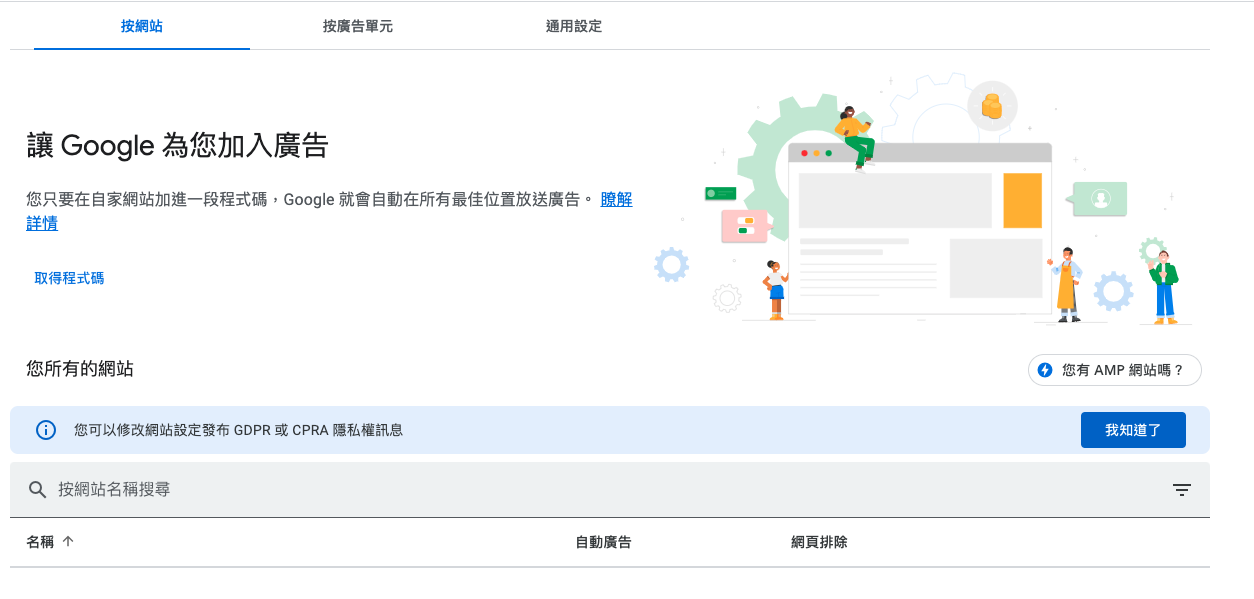 按網站
按廣告單元
通用設定
讓 Google 為您加入廣告
您只要在自家網站加進一段程式碼，Google 就會自動在所有最佳位置放送廣告。 瞭解
詳情
取得程式碼
您所有的網站
您有 AMP 網站嗎？
您可以修改網站設定發布 GDPR 或 CPRA 隱私權訊息
我知道了
按網站名稱搜尋
名稱
自動廣告
網頁排除